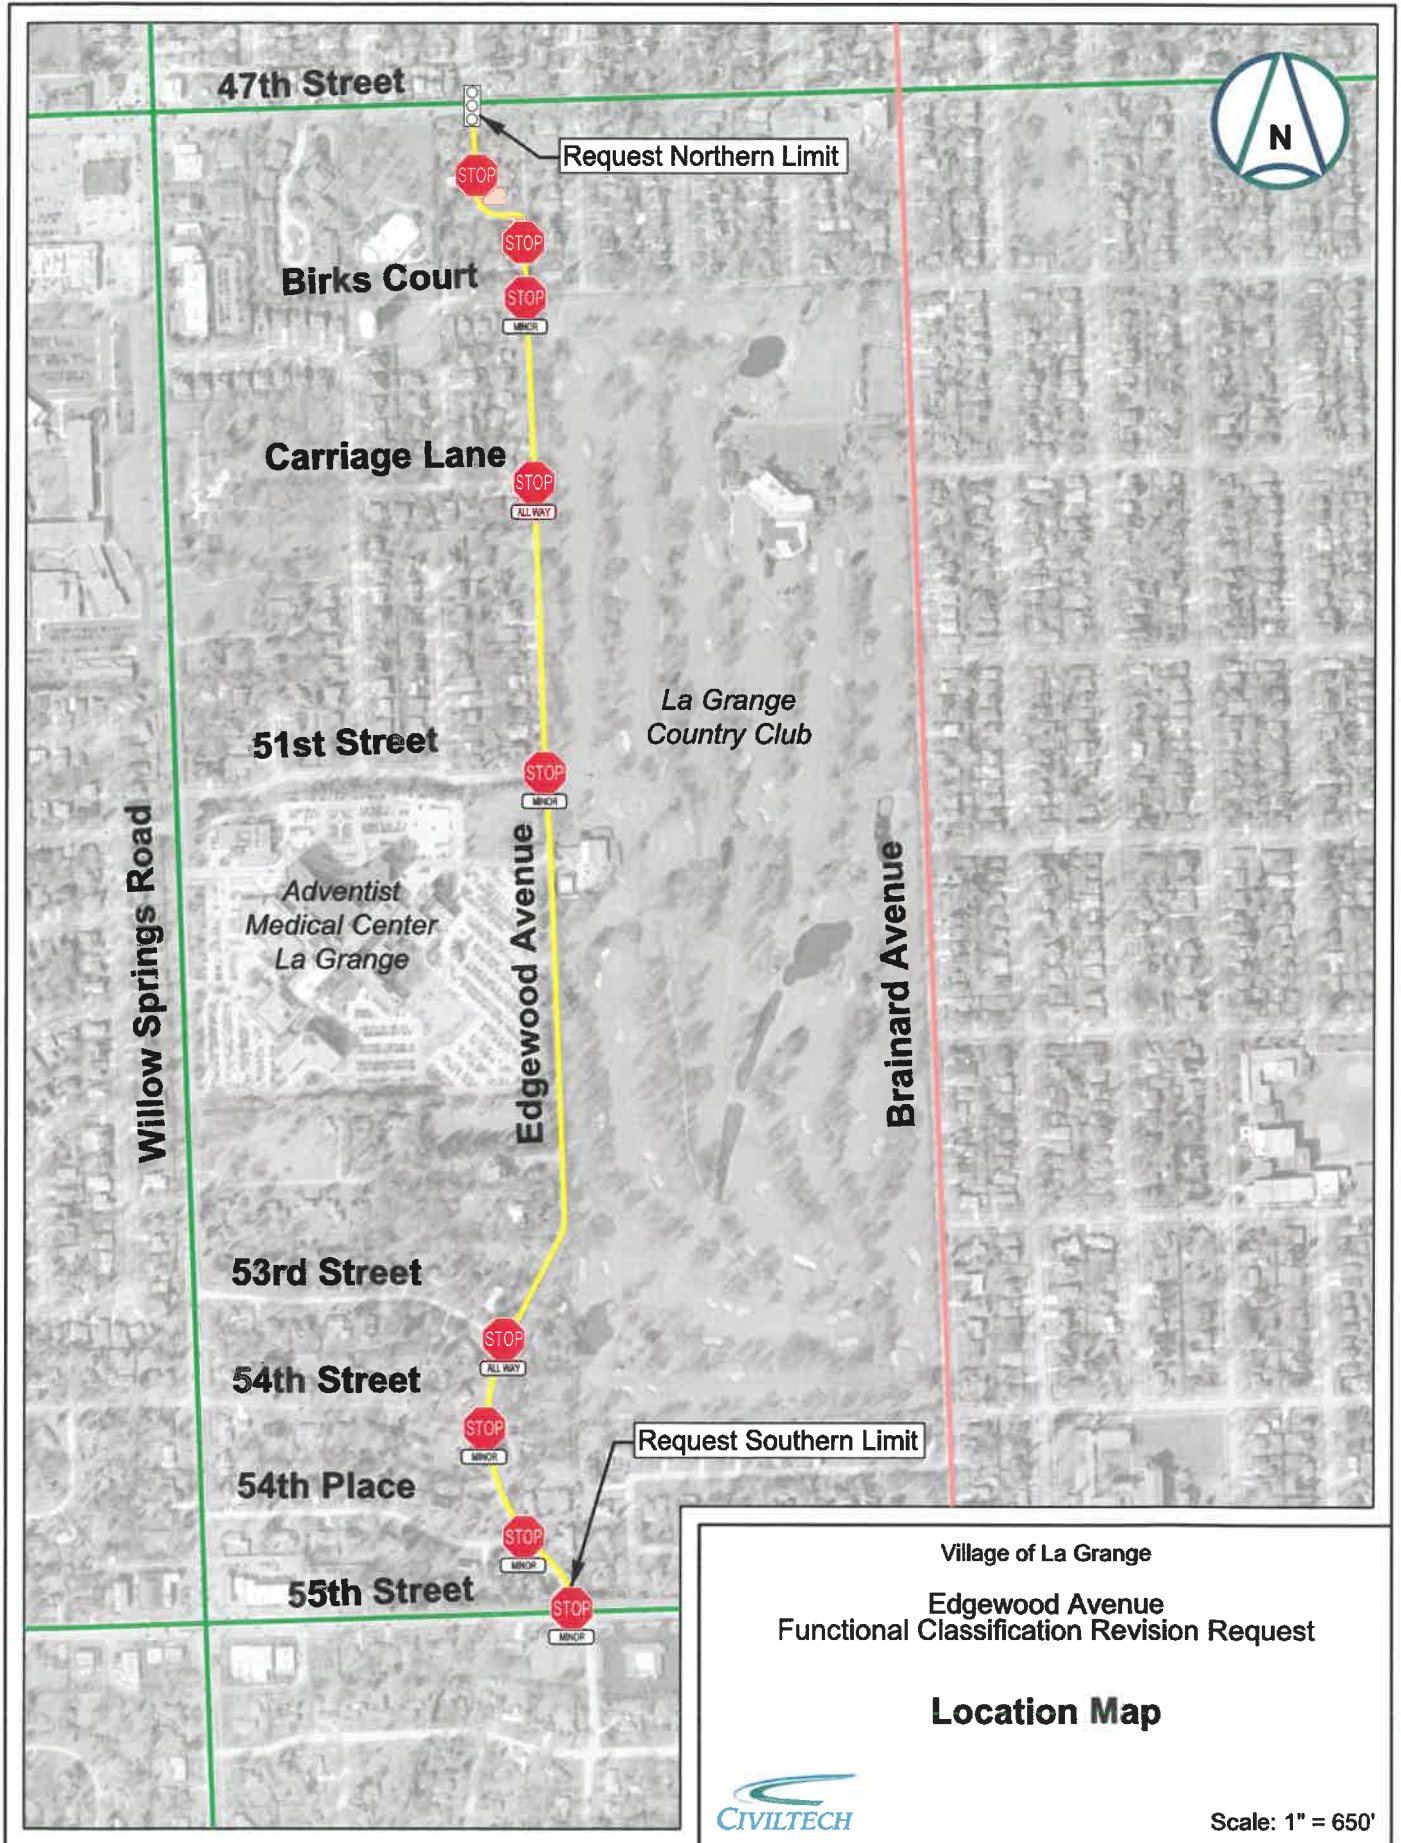 47th Street
N
Request Northern Limit
STOP
STOP
Birks Court
STOP
MINOR
Carriage Lane
STOP
ALL WAY
La Grange
Country Club
51st Street
STOP
MINOR
Willow Springs Road
Adventist
Medical Center
La Grange
Edgewood Avenue
Brainard Avenue
53rd Street
STOP
ALL WAY
54th Street
STOP
MINOR
Request Southern Limit
54th Place
STOP
MINOR
55th Street
STOP
MINOR
Village of La Grange
Edgewood Avenue
Functional Classification Revision Request
Location Map
CIVILTECH
Scale: 1" = 650'